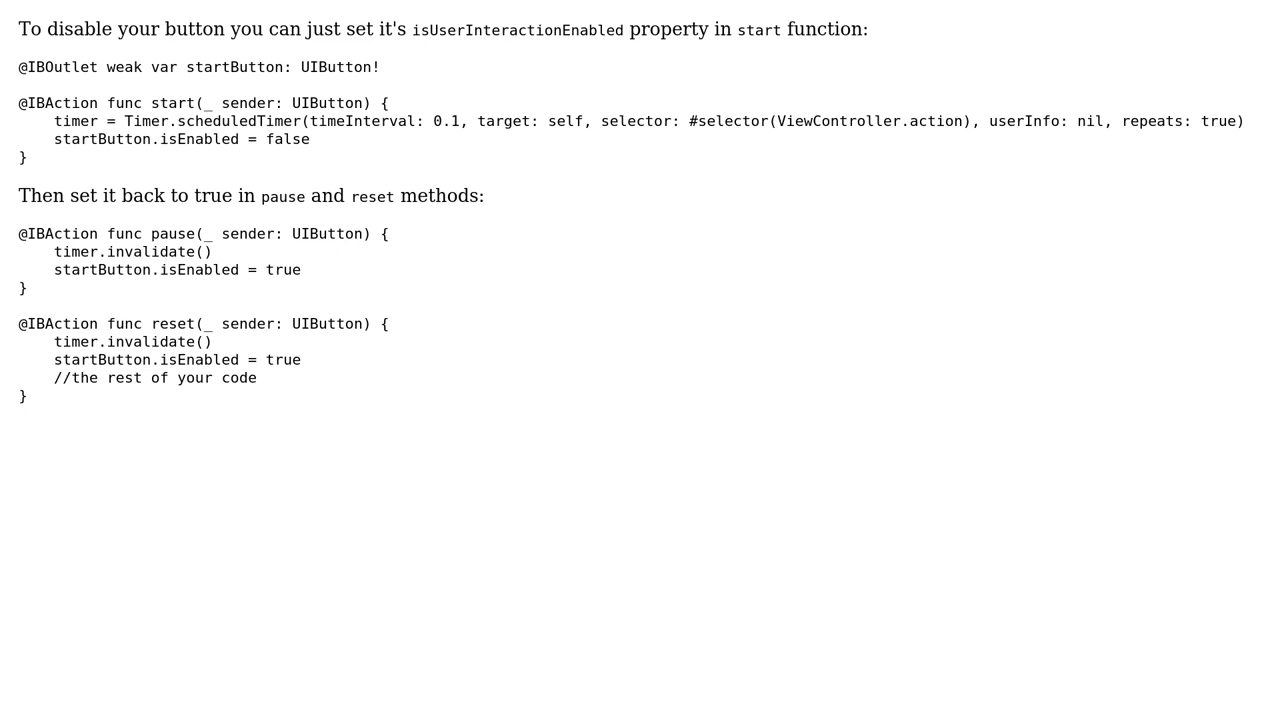 To disable your button you can just set it's isUserInteractionEnabled property in start function:
@IBOutlet weak var startButton: UIButton!
@IBAction func start(_ sender: UIButton) {
    timer = Timer.scheduledTimer(timeInterval: 0.1, target: self, selector: #selector(ViewController.action), userInfo: nil, repeats: true)
    startButton.isEnabled = false
}
Then set it back to true in pause and reset methods:
@IBAction func pause(_ sender: UIButton) {
    timer.invalidate()
    startButton.isEnabled = true
}
@IBAction func reset(_ sender: UIButton) {
    timer.invalidate()
    startButton.isEnabled = true
    //the rest of your code
}